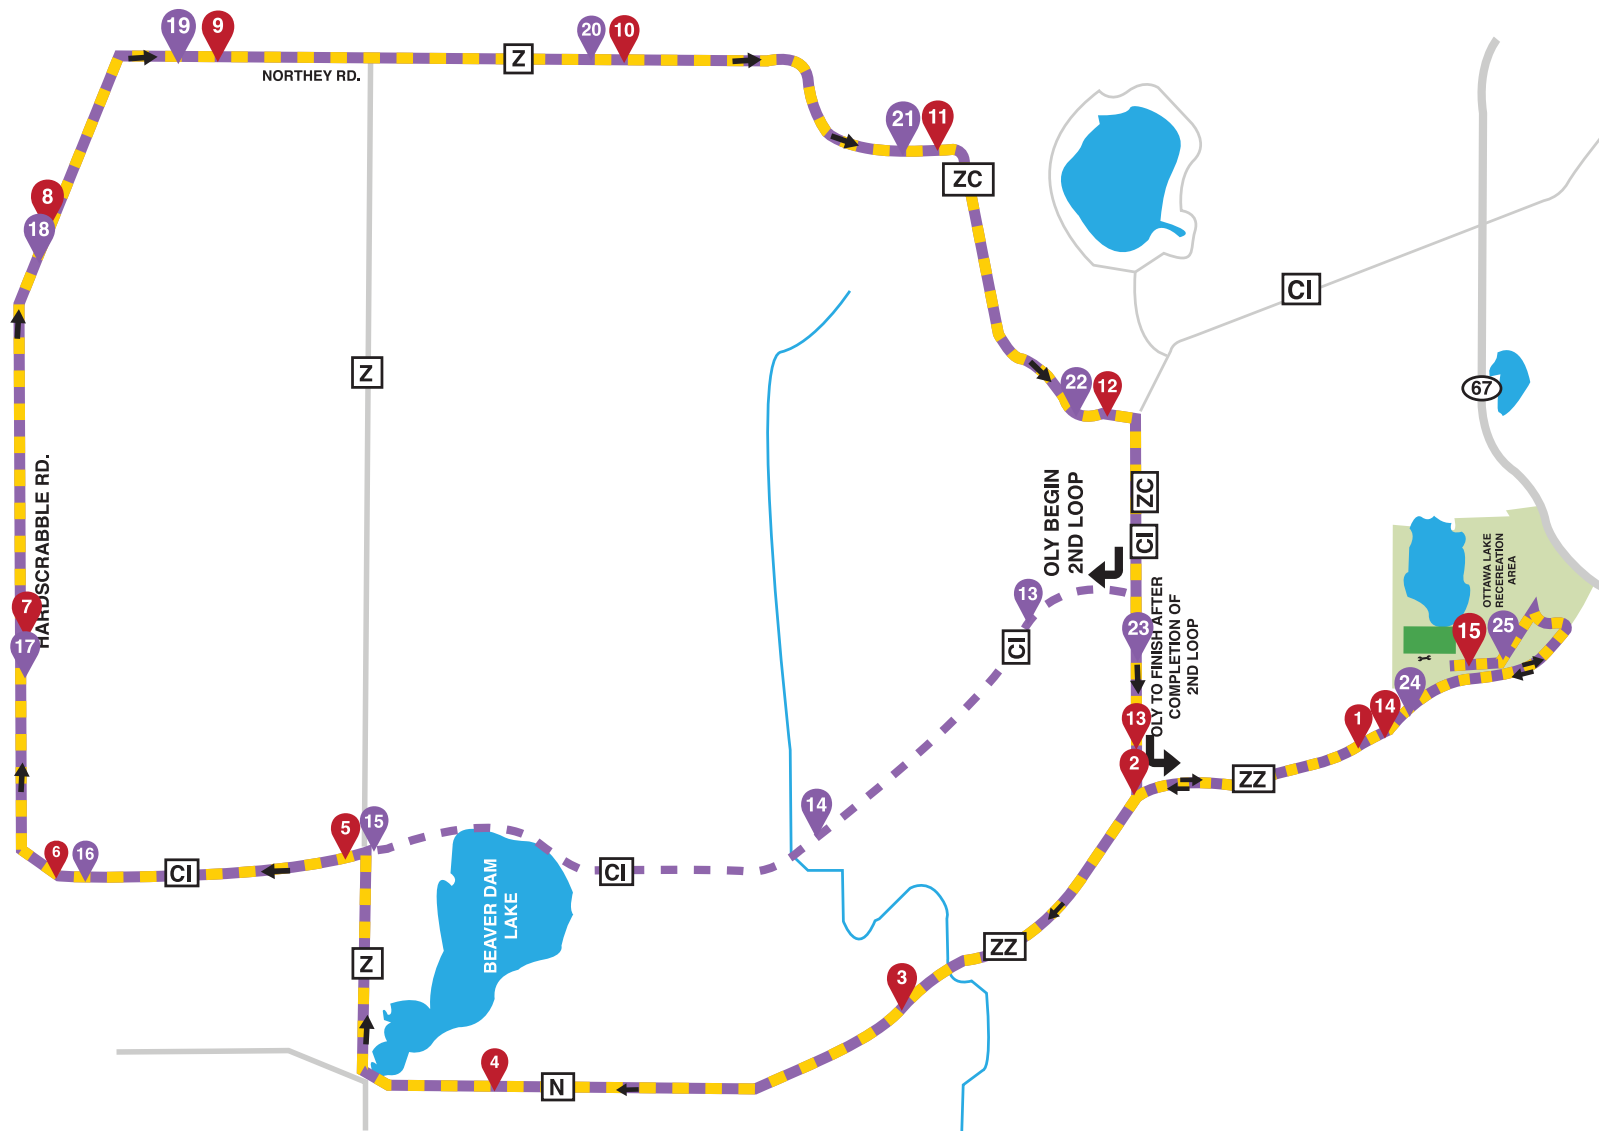 19
9
20
10
NORTHEY RD.
Z
21
11
ZC
8
18
CI
Z
22
12
67
HARDSCRABBLE RD.
OLY BEGIN
2ND LOOP
ZC
CI
OTTAWA LAKE
RECEREATION
AREA
13
7
17
CI
23
OLY TO FINISH AFTER
COMPLETION OF
2ND LOOP
15
25
24
1
14
13
2
ZZ
14
5
15
6
16
CI
CI
BEAVER DAM
LAKE
Z
ZZ
3
4
N